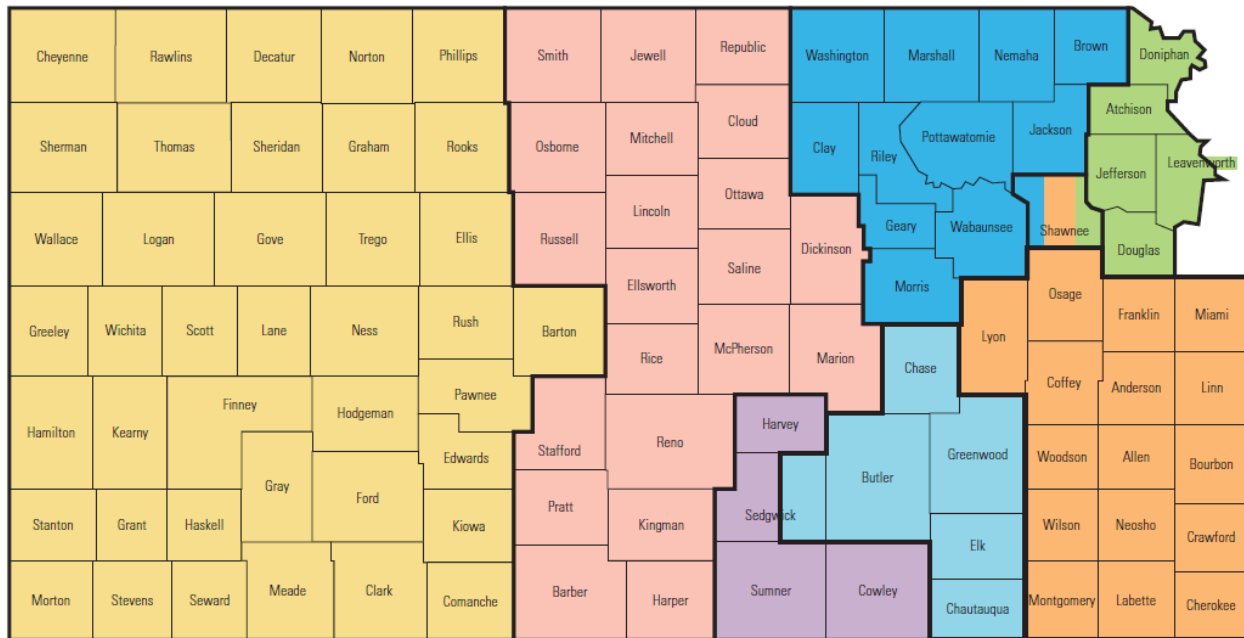 Cheyenne
Rawlins
Decatur
Norton
Phillips
Smith
Jewell
Republic
Washington
Marshall
Nemaha
Brown
Doniphan
Sherman
Thomas
Sheridan
Graham
Rooks
Osborne
Mitchell
Cloud
Clay
Riley
Pottawatomie
Jackson
Atchison
Jefferson
Leavenworth
Wallace
Logan
Gove
Trego
Ellis
Russell
Lincoln
Ottawa
Dickinson
Geary
Wabaunsee
Shawnee
Douglas
Ellsworth
Saline
Morris
Greeley
Wichita
Scott
Lane
Ness
Rush
Barton
Rice
McPherson
Marion
Chase
Lyon
Osage
Franklin
Miami
Hamilton
Kearny
Finney
Hodgeman
Pawnee
Stafford
Reno
Harvey
Butler
Greenwood
Coffey
Anderson
Linn
Edwards
Gray
Ford
Woodson
Allen
Bourbon
Stanton
Grant
Haskell
Kiowa
Pratt
Kingman
Sedgwick
Elk
Wilson
Neosho
Crawford
Morton
Stevens
Seward
Meade
Clark
Comanche
Barber
Harper
Sumner
Cowley
Chautauqua
Montgomery
Labette
Cherokee